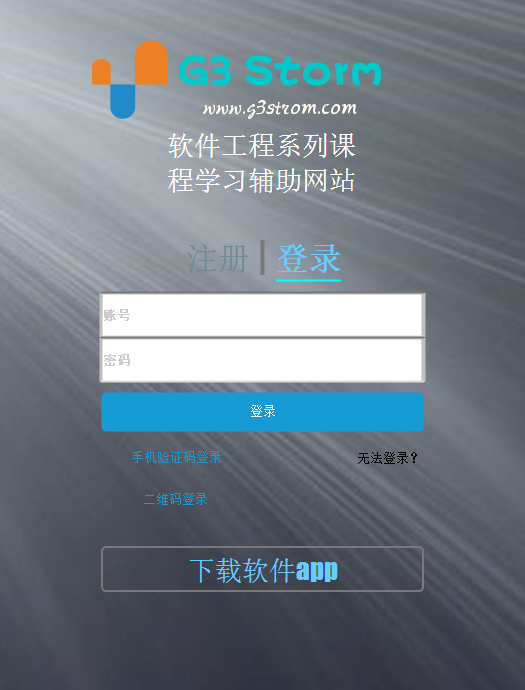 G3 Storm
www.g3strom.com
软件工程系列课
程学习辅助网站
注册 | 登录
账号
密码
登录
手机验证码登录 无法登录？
二维码登录
下载软件app